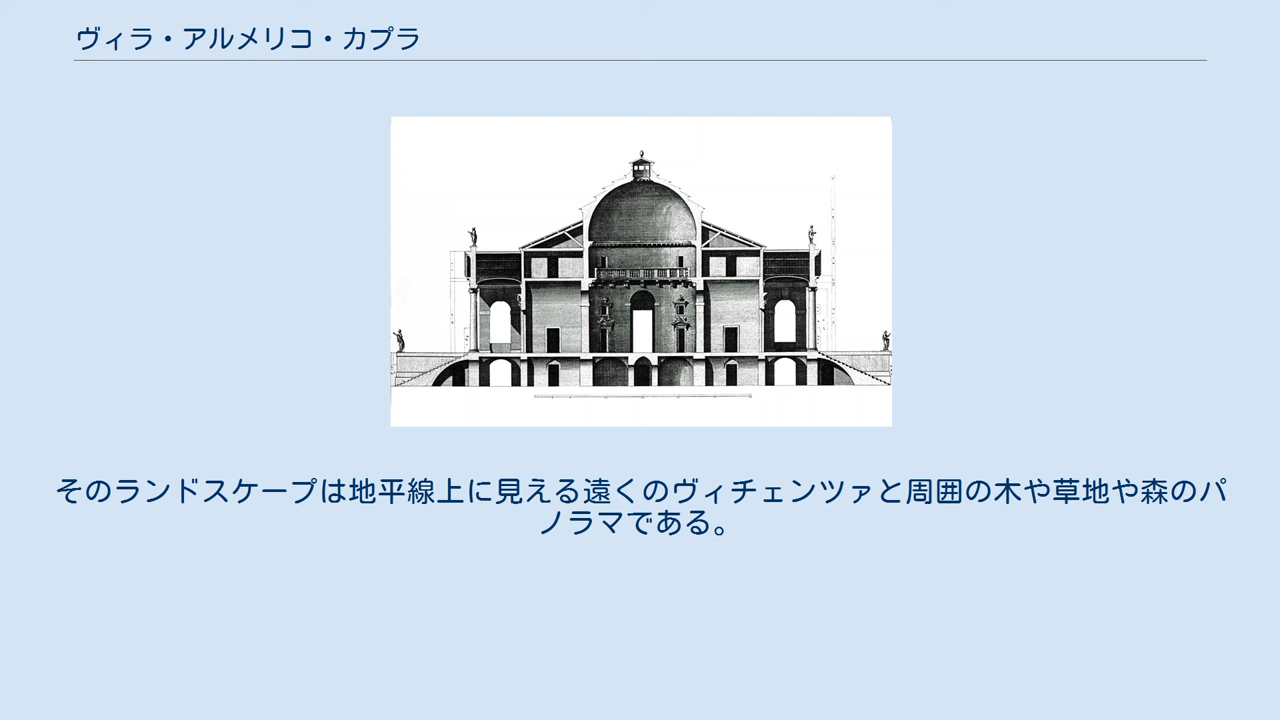 ヴィラ・アルメリコ・カプラ
そのランドスケープは地平線上に見える遠くのヴィチェンツァと周囲の木や草地や森のパ
ノラマである。